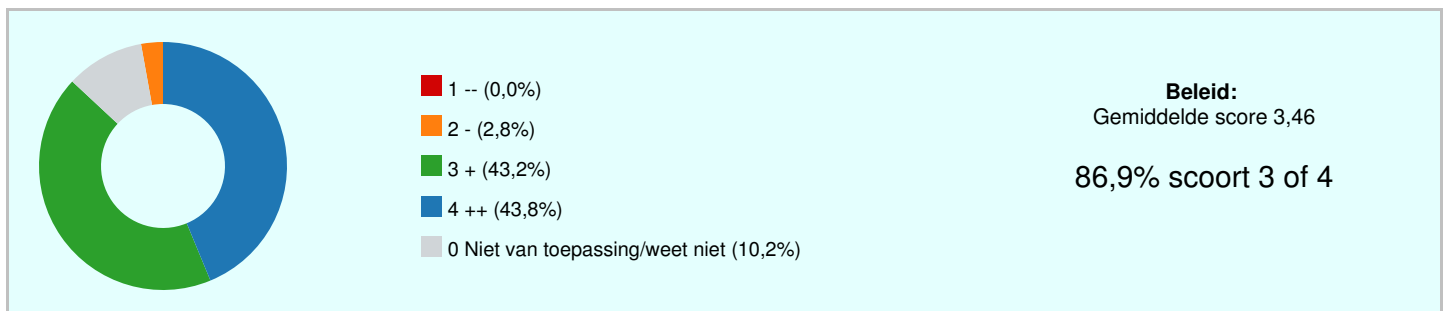 1 -- (0,0%)
2 - (2,8%)
3 + (43,2%)
4 ++ (43,8%)
0 Niet van toepassing/weet niet (10,2%)
Beleid:
Gemiddelde score 3,46
86,9% scoort 3 of 4